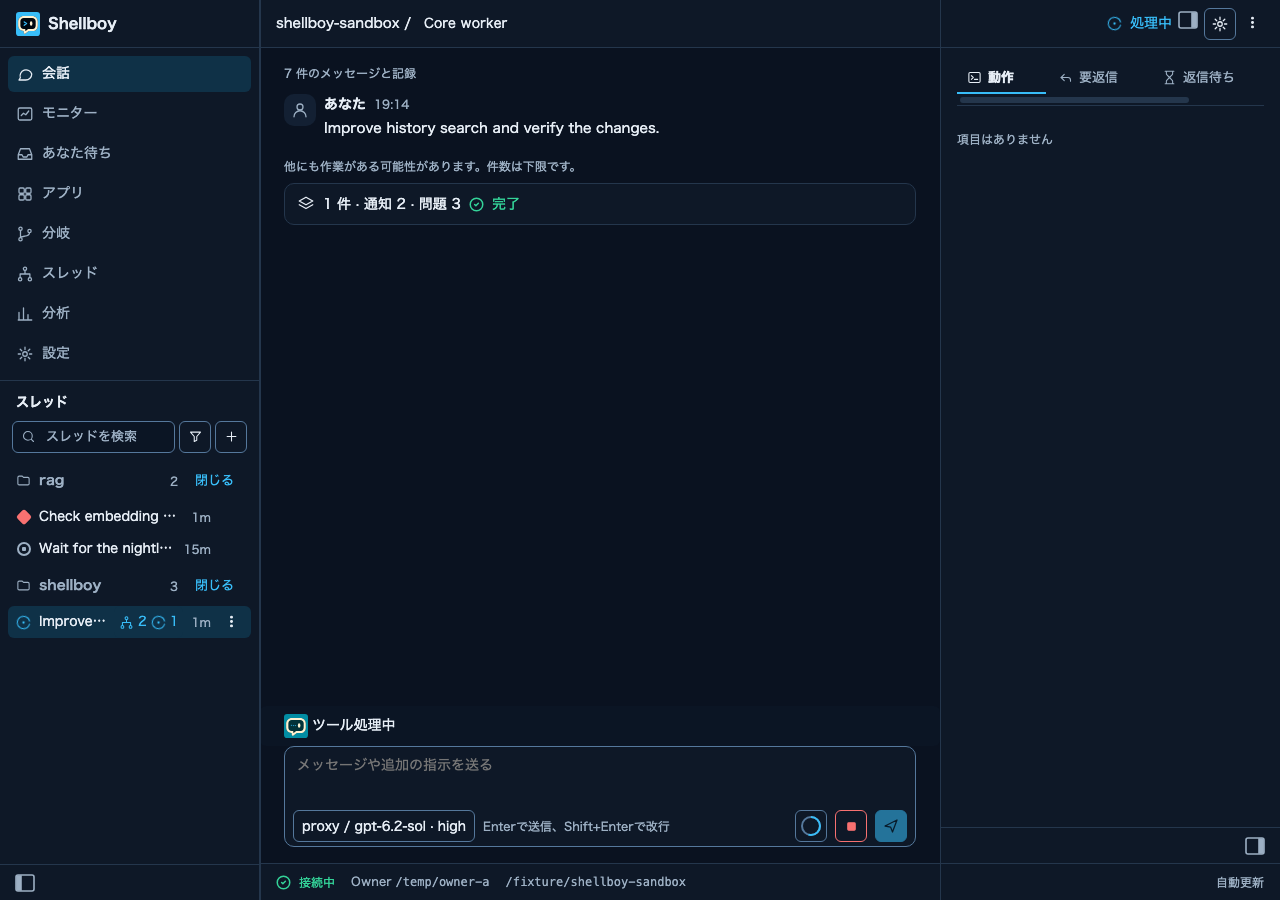 Shellboy
会話
モニター
あなた待ち
アプリ
分岐
スレッド
分析
設定
スレッド
スレッドを検索
rag 2 閉じる
Check embedding … 1m
Wait for the nightl… 15m
shellboy 3 閉じる
Improve… 2 1 1m
shellboy-sandbox / Core worker
処理中
7 件のメッセージと記録
あなた 19:14
Improve history search and verify the changes.
他にも作業がある可能性があります。件数は下限です。
1 件 · 通知 2 · 問題 3 完了
ツール処理中
メッセージや追加の指示を送る
proxy / gpt-6.2-sol · high Enterで送信、Shift+Enterで改行
接続中 Owner /temp/owner-a /fixture/shellboy-sandbox
動作 要返信 返信待ち
項目はありません
自動更新